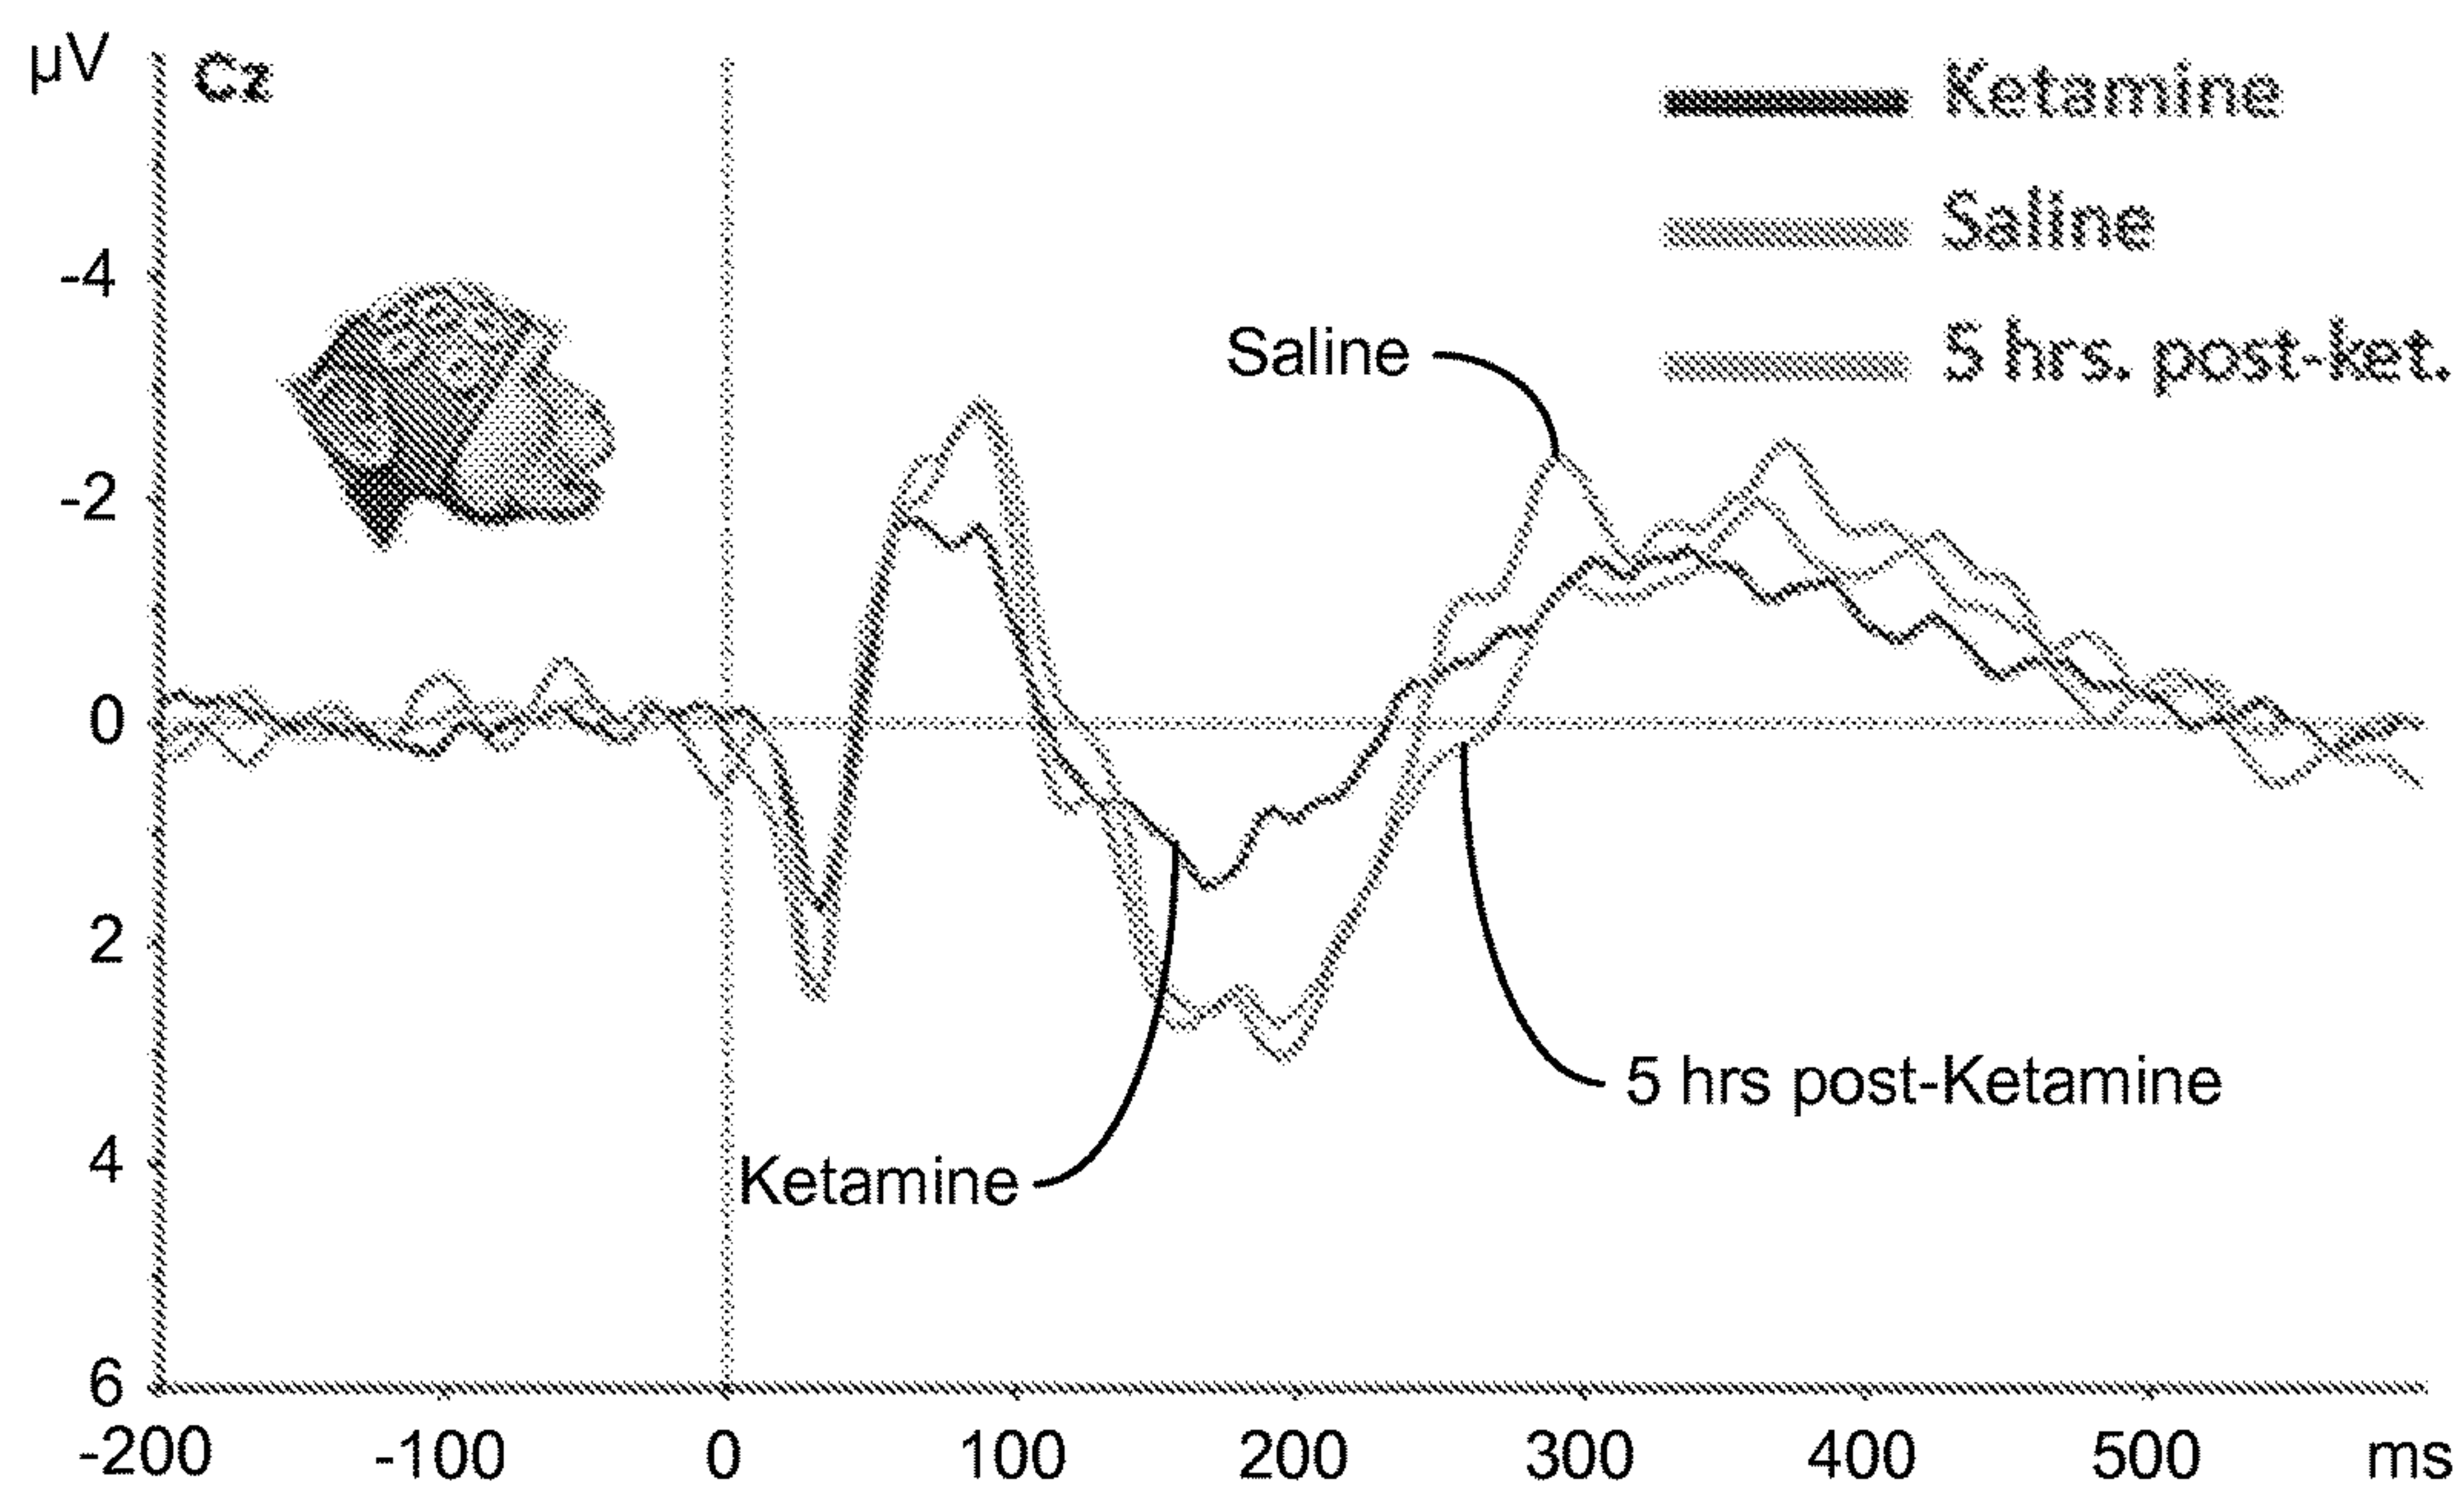 µV
Cz
Ketamine
Saline
5 hrs. post-ket.
-4
Saline
-2
0
2
5 hrs post-Ketamine
4
Ketamine
6
-200 -100 0 100 200 300 400 500 ms